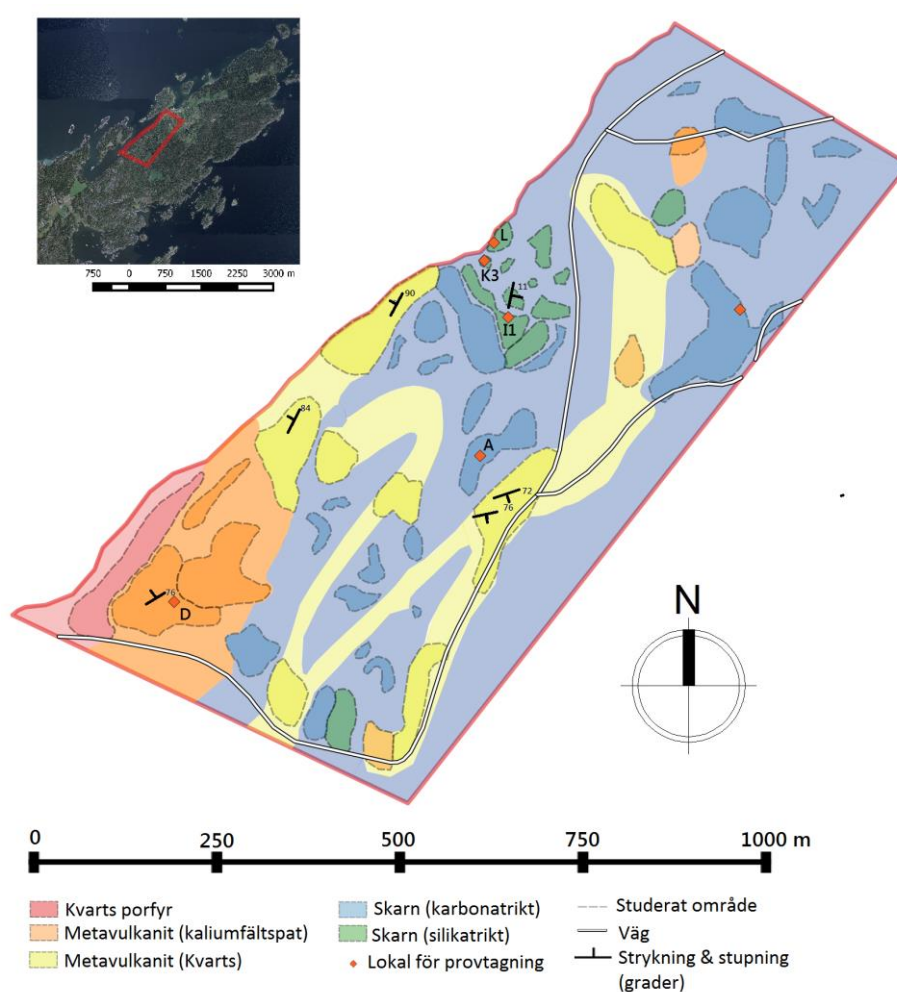 750 0 750 1500 2250 3000 m
L
K3
11
I1
90
84
A
72
76
76
D
N
0 250 500 750 1000 m
Kvarts porfyr
Metavulkanit (kaliumfältspat)
Metavulkanit (Kvarts)
Skarn (karbonatrikt)
Skarn (silikatrikt)
Lokal för provtagning
Studerat område
Väg
Strykning & stupning
(grader)